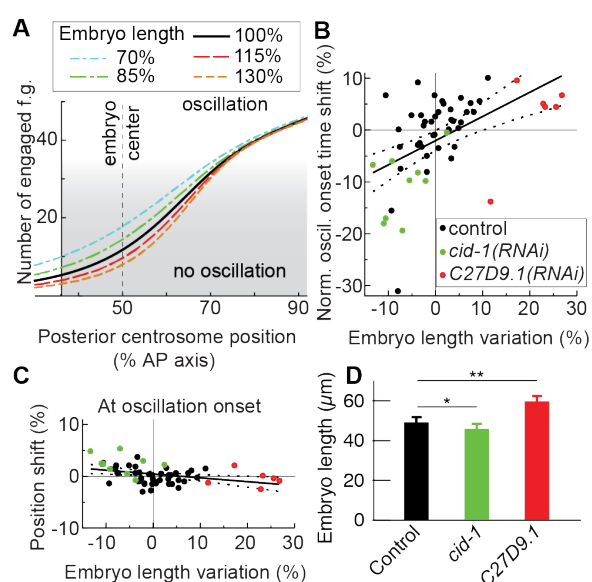 A
Embryo length
100%
70%
115%
85%
130%
Number of engaged f.g.
40
20
oscillation
embryo
center
no oscillation
50
70
90
Posterior centrosome position
(% AP axis)
B
Norm. oscil. onset time shift (%)
10
0
-10
-20
-30
control
cid-1(RNAi)
C27D9.1(RNAi)
-10
0
10
20
30
Embryo length variation (%)
C
At oscillation onset
Position shift (%)
10
0
-10
-10
0
10
20
30
Embryo length variation (%)
D
Embryo length (µm)
60
40
20
0
**
*
Control
cid-1
C27D9.1